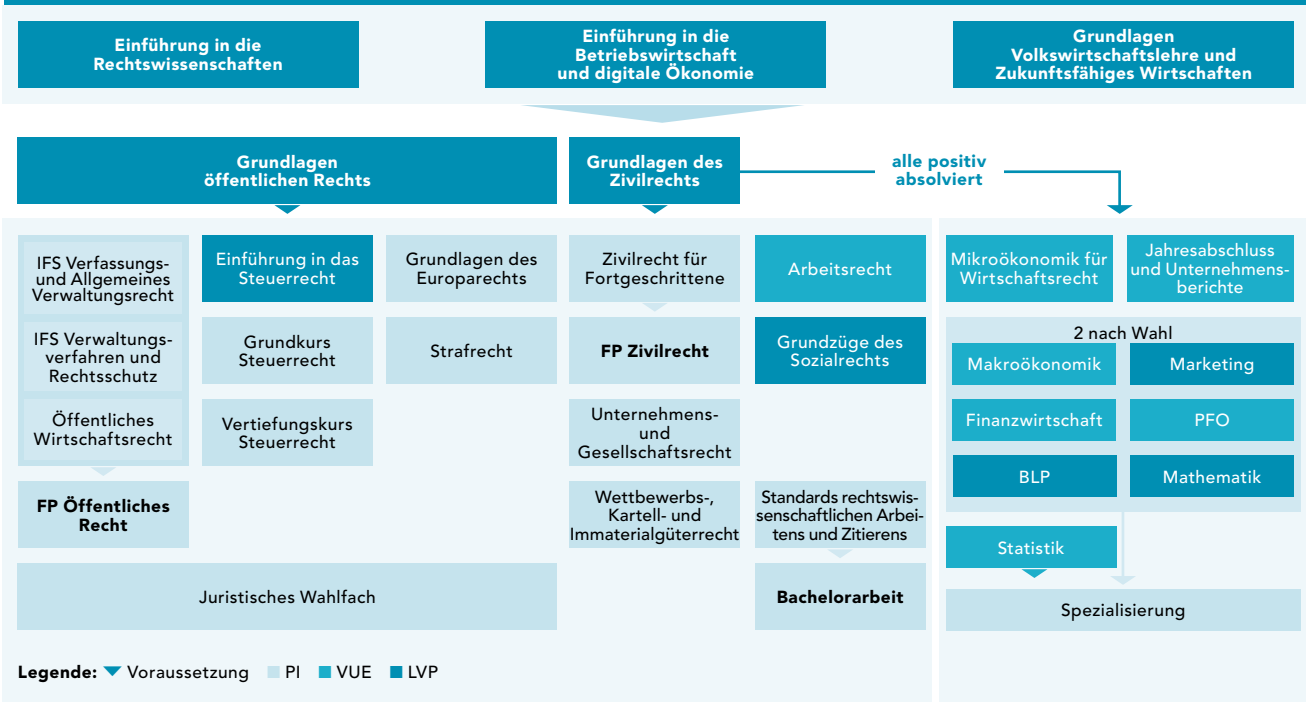 Einführung in die
Rechtswissenschaften
Einführung in die
Betriebswirtschaft
und digitale Ökonomie
Grundlagen
Volkswirtschaftslehre und
Zukunftsfähiges Wirtschaften
Grundlagen
öffentlichen Rechts
Grundlagen des
Zivilrechts
alle positiv
absolviert
IFS Verfassungs-
und Allgemeines
Verwaltungsrecht
Einführung in das
Steuerrecht
Grundlagen des
Europarechts
Zivilrecht für
Fortgeschrittene
Arbeitsrecht
Mikroökonomik für
Wirtschaftsrecht
Jahresabschluss
und Unternehmens-
berichte
IFS Verwaltungs-
verfahren und
Rechtsschutz
Grundkurs
Steuerrecht
Strafrecht
FP Zivilrecht
Grundzüge des
Sozialrechts
2 nach Wahl
Makroökonomik
Marketing
Öffentliches
Wirtschaftsrecht
Vertiefungskurs
Steuerrecht
Unternehmens-
und
Gesellschaftsrecht
Finanzwirtschaft
PFO
BLP
Mathematik
FP Öffentliches
Recht
Wettbewerbs-,
Kartell- und
Immaterialgüterrecht
Standards rechtswis-
senschaftlichen Arbei-
tens und Zitierens
Statistik
Juristisches Wahlfach
Bachelorarbeit
Spezialisierung
Legende: Voraussetzung PI VUE LVP